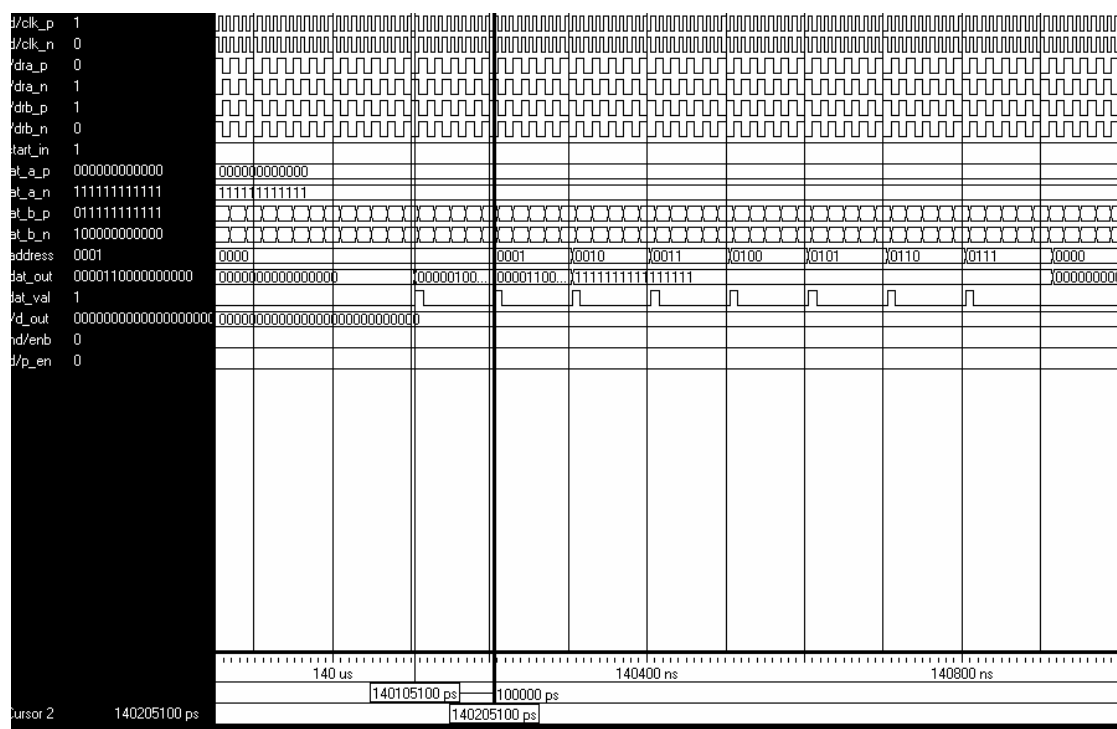 d/clk_p 1
d/clk_n 0
/dra_p 0
/dra_n 1
/drb_p 1
/drb_n 0
tart_in 1
at_a_p 000000000000 000000000000
at_a_n 111111111111 111111111111
at_b_p 011111111111
at_b_n 100000000000
address 0001 0000 0001 0010 0011 0100 0101 0110 0111 0000
dat_out 0000110000000000 0000000000000000 00000100... 00001100... 1111111111111111 00000000
dat_val 1
/d_out
nd/enb 0
d/p_en 0
140 us 140400 ns 140800 ns
140105100 ps 100000 ps
Cursor 2 140205100 ps 140205100 ps